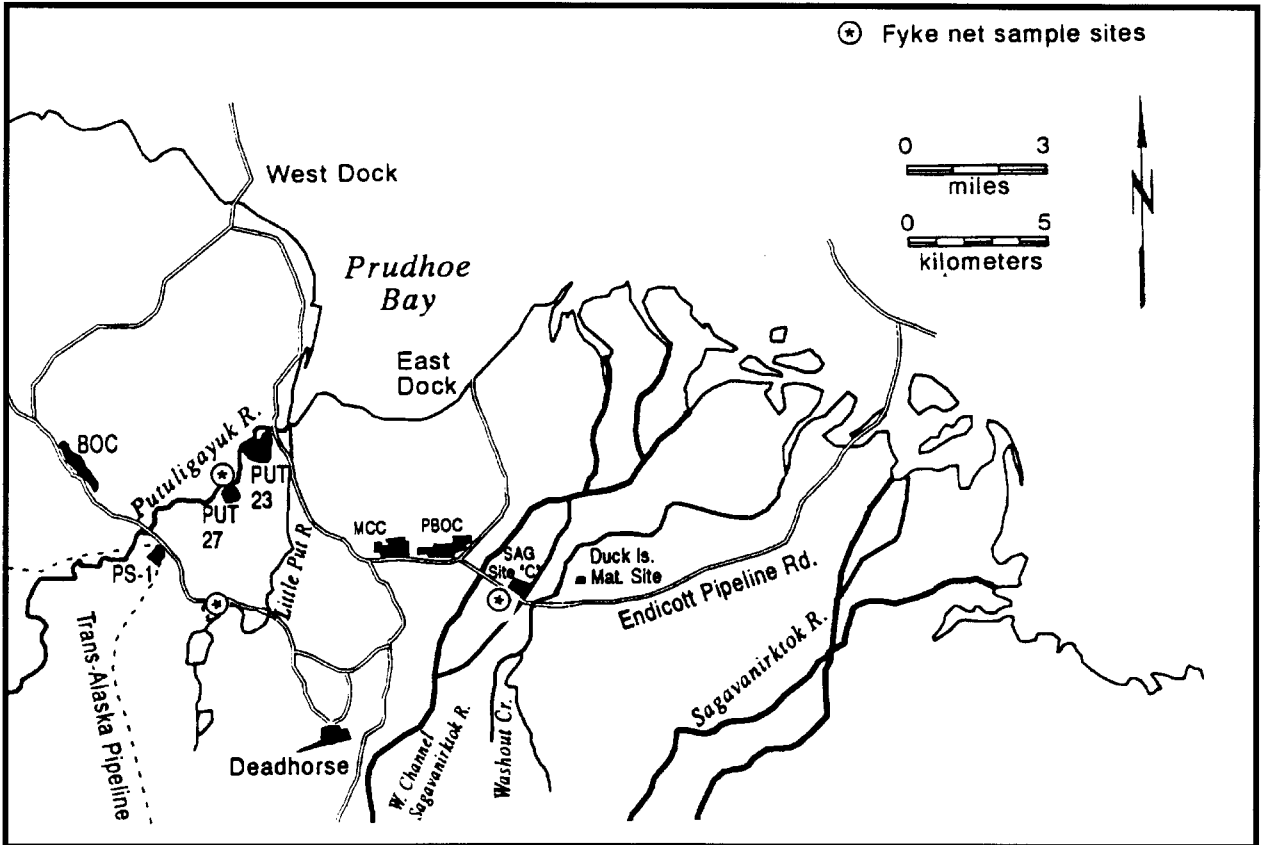 Fyke net sample sites
0 3
miles
N
0 5
kilometers
West Dock
Prudhoe
Bay
East
Dock
BOC
Putuligayuk R.
PUT
23
PUT
27
MCC
PBOC
SAG
Site "C"
Duck Is.
Mat. Site
PS-1
Little Put R
Endicott Pipeline Rd.
Trans-Alaska Pipeline
Sagavanirktok R.
Deadhorse
W. Channel
Sagavanirktok R.
Washout Cr.